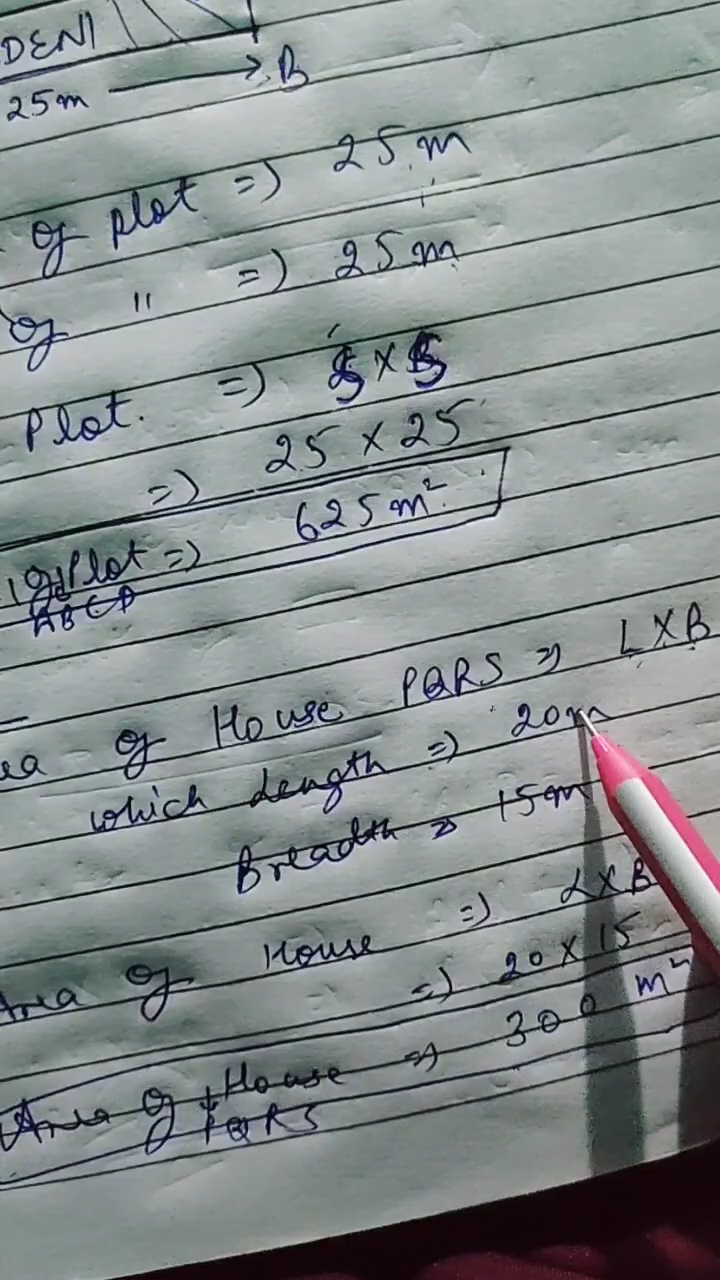 DEN
25m → B
of plot => 25 m
of " => 25 m
Plot. => S × S
=> 25 × 25
Plot => 625 m²
ABCD
of House PQRS => L × B
which Length => 20m
Breadth => 15m
Area of House => L × B
=> 20 × 15
Area of House => 300 m²
PQRS